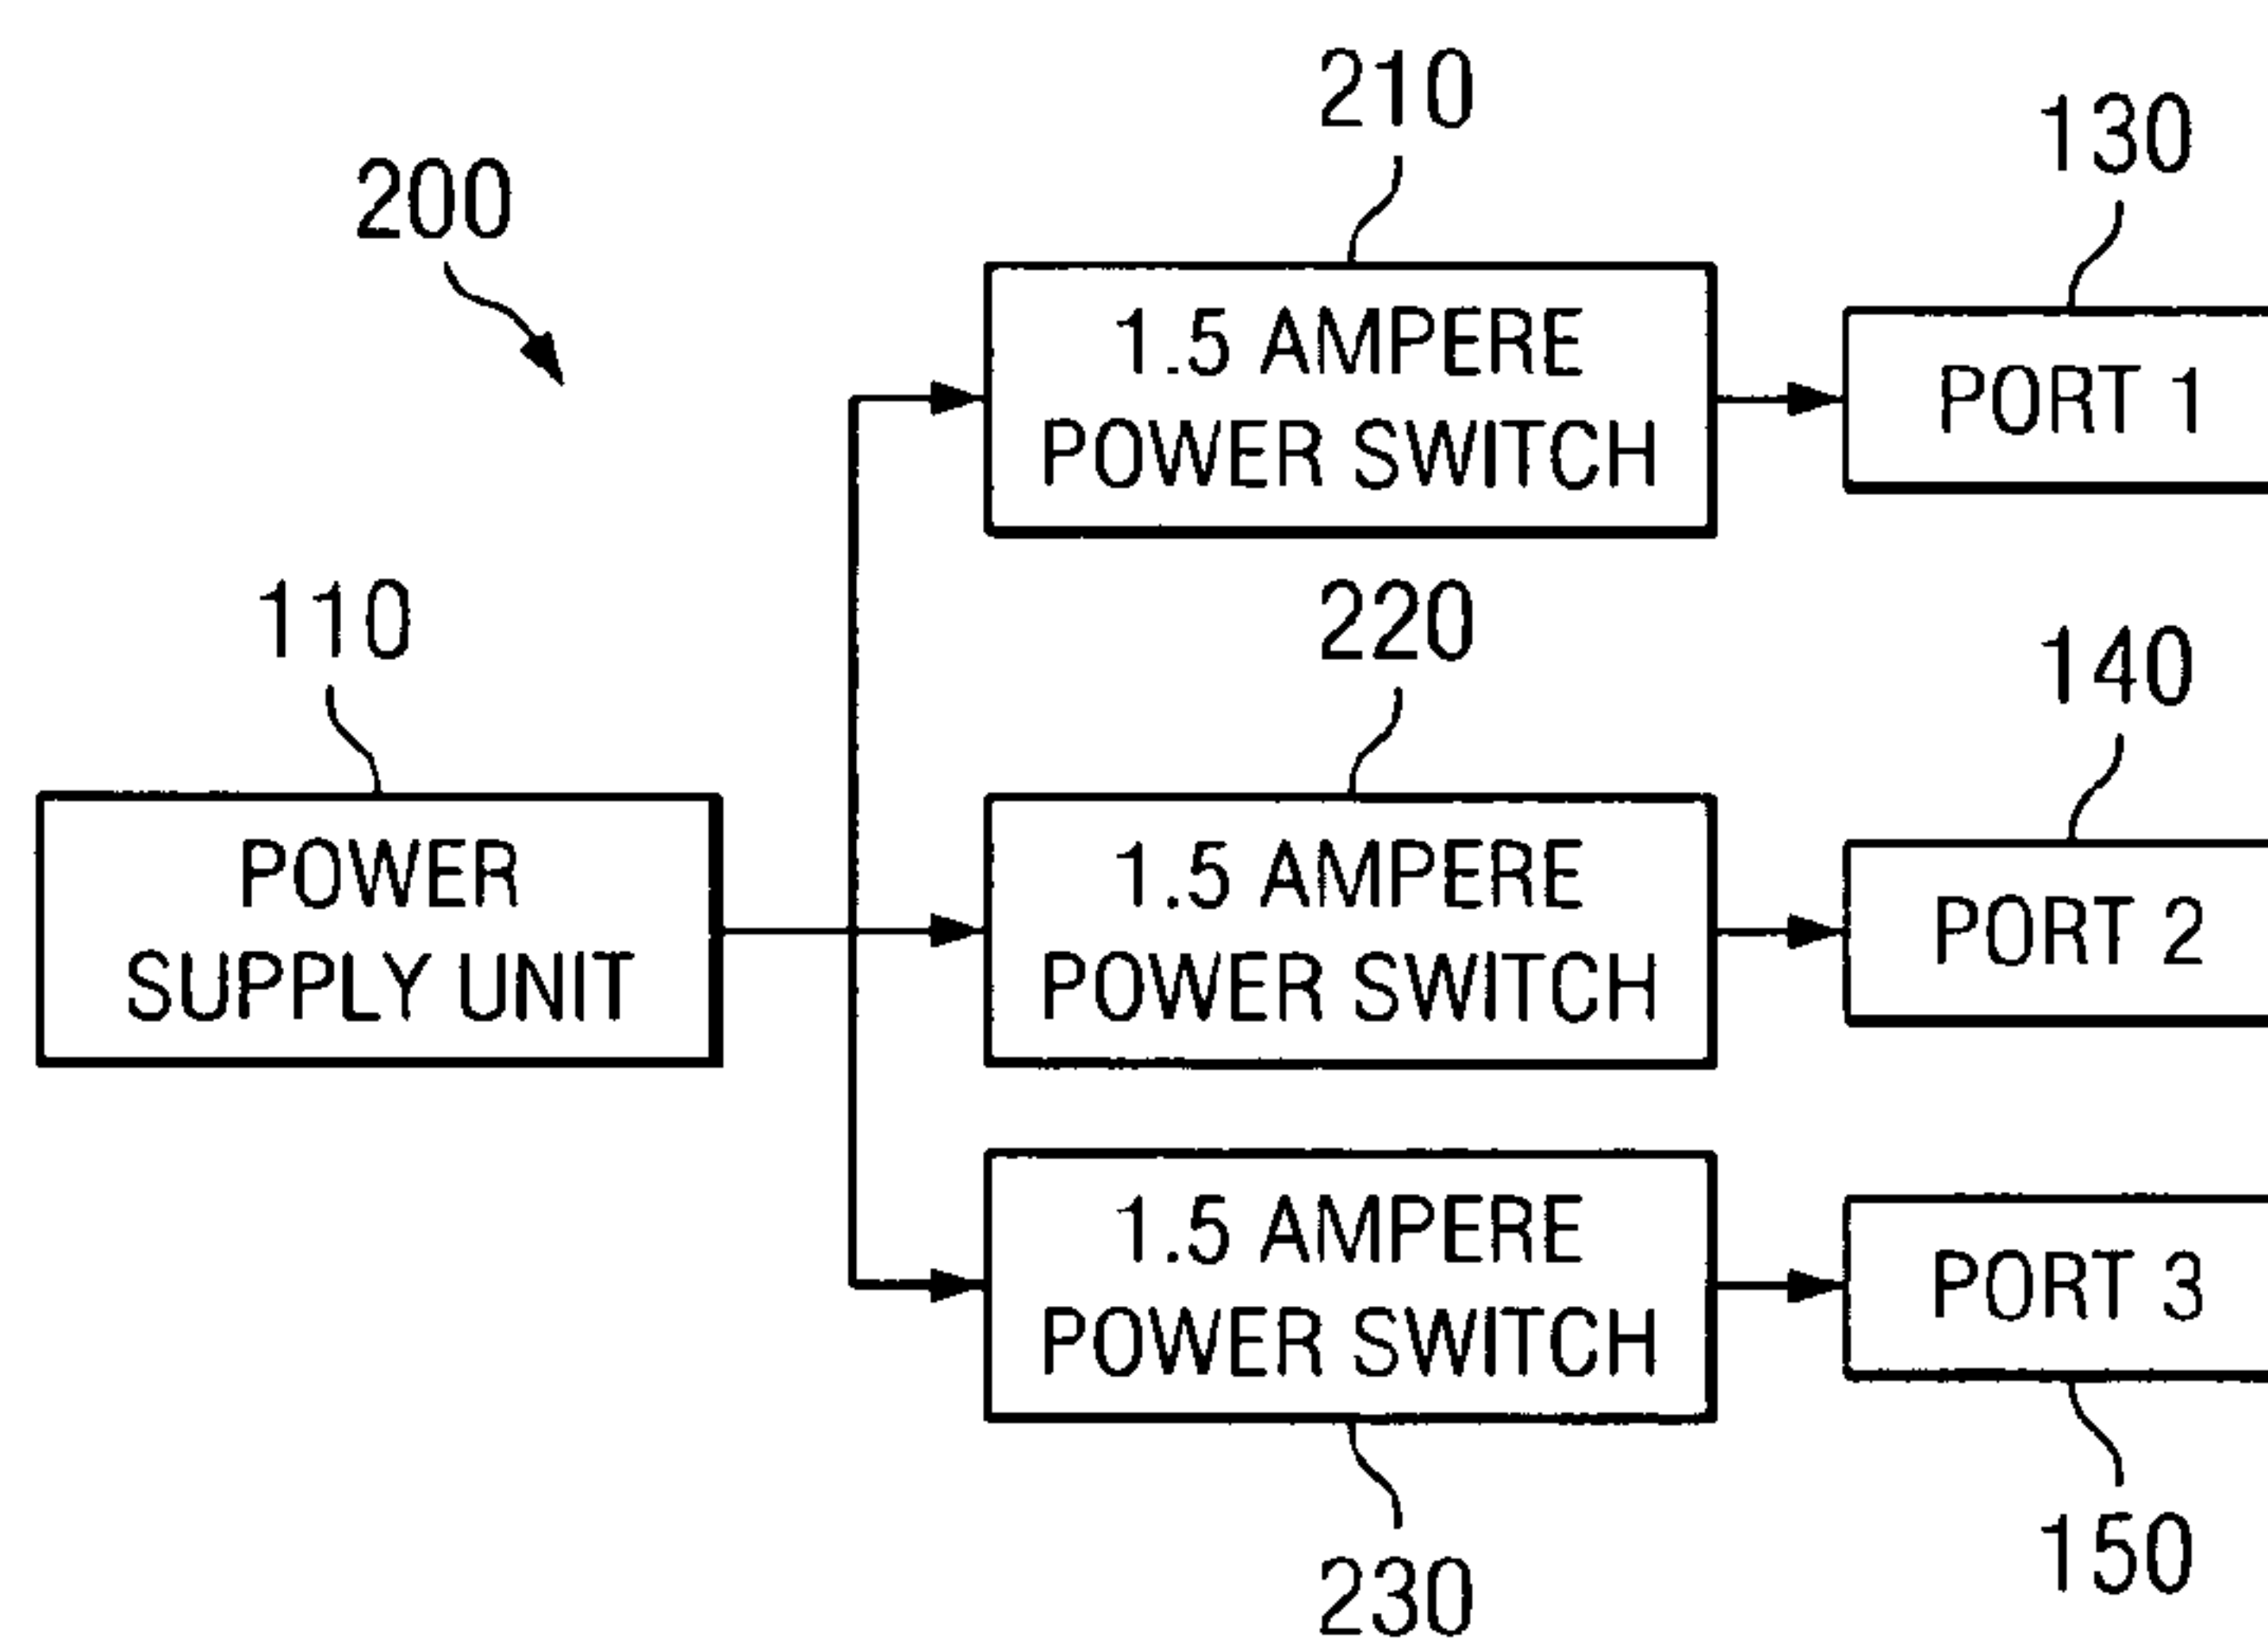 200
210
130
1.5 AMPERE
POWER SWITCH
PORT 1
110
220
140
POWER
SUPPLY UNIT
1.5 AMPERE
POWER SWITCH
PORT 2
1.5 AMPERE
POWER SWITCH
PORT 3
230
150